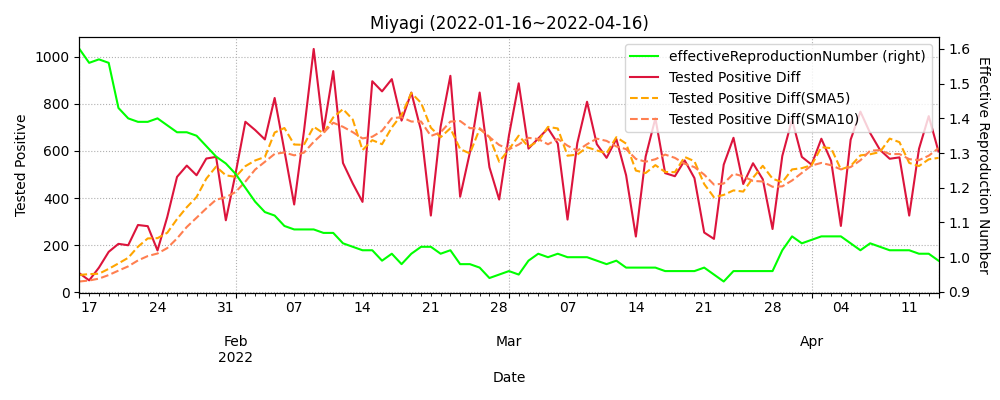 Miyagi (2022-01-16~2022-04-16)
effectiveReproductionNumber (right)
Tested Positive Diff
Tested Positive Diff(SMA5)
Tested Positive Diff(SMA10)
Tested Positive
1000
800
600
400
200
0
Effective Reproduction Number
1.6
1.5
1.4
1.3
1.2
1.1
1.0
0.9
17 24 31 07 14 21 28 07 14 21 28 04 11
Feb Mar Apr
2022
Date